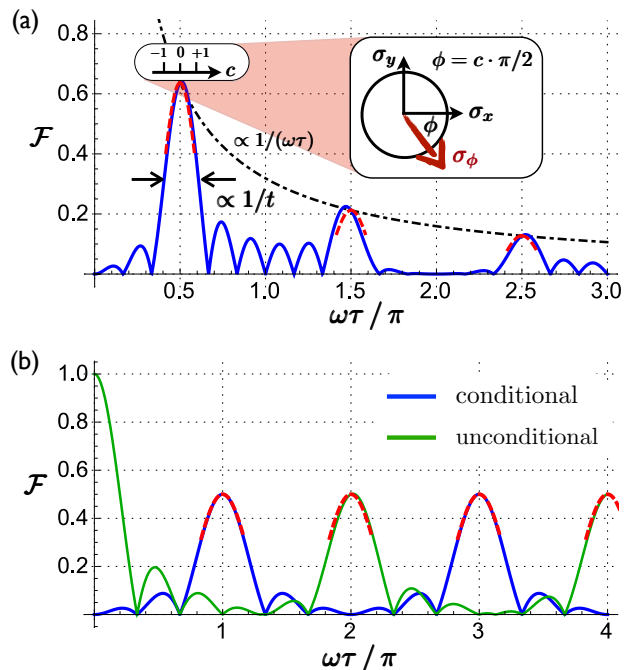 (a)
0.8
0.6
0.4
0.2
ℱ
−1 0 +1
c
σy
ϕ = c · π/2
σx
ϕ
σϕ
∝ 1/(ωτ)
∝ 1/t
0.5 1.0 1.5 2.0 2.5 3.0
ωτ / π
(b)
1.0
0.8
0.6
0.4
0.2
ℱ
conditional
unconditional
1 2 3 4
ωτ / π